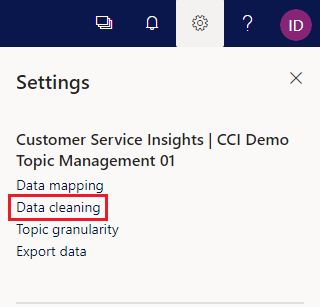 ID
Settings
Customer Service Insights | CCI Demo
Topic Management 01
Data mapping
Data cleaning
Topic granularity
Export data